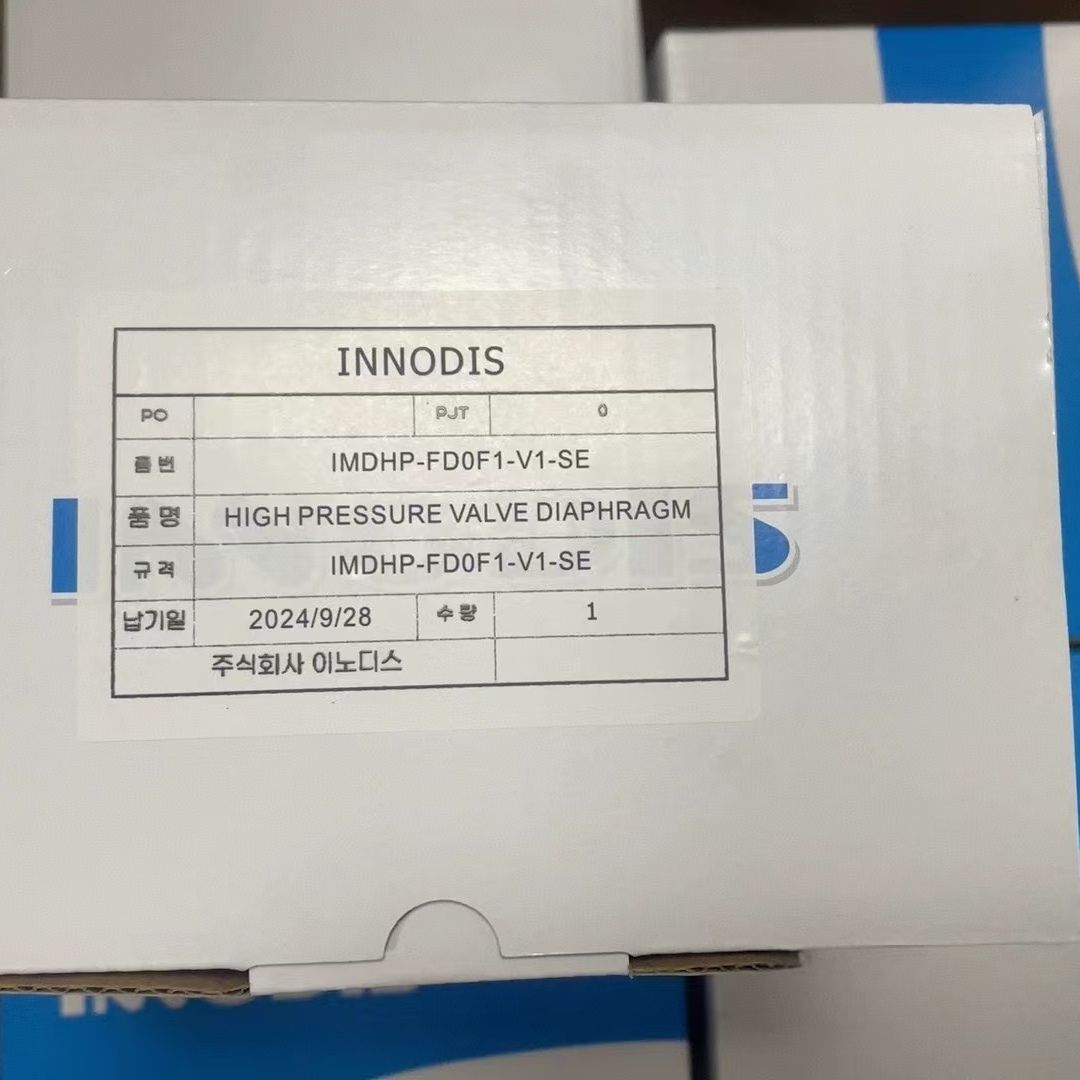 INNODIS
PO PJT 0
품번 IMDHP-FD0F1-V1-SE
품명 HIGH PRESSURE VALVE DIAPHRAGM
규격 IMDHP-FD0F1-V1-SE
납기일 2024/9/28 수량 1
주식회사 이노디스